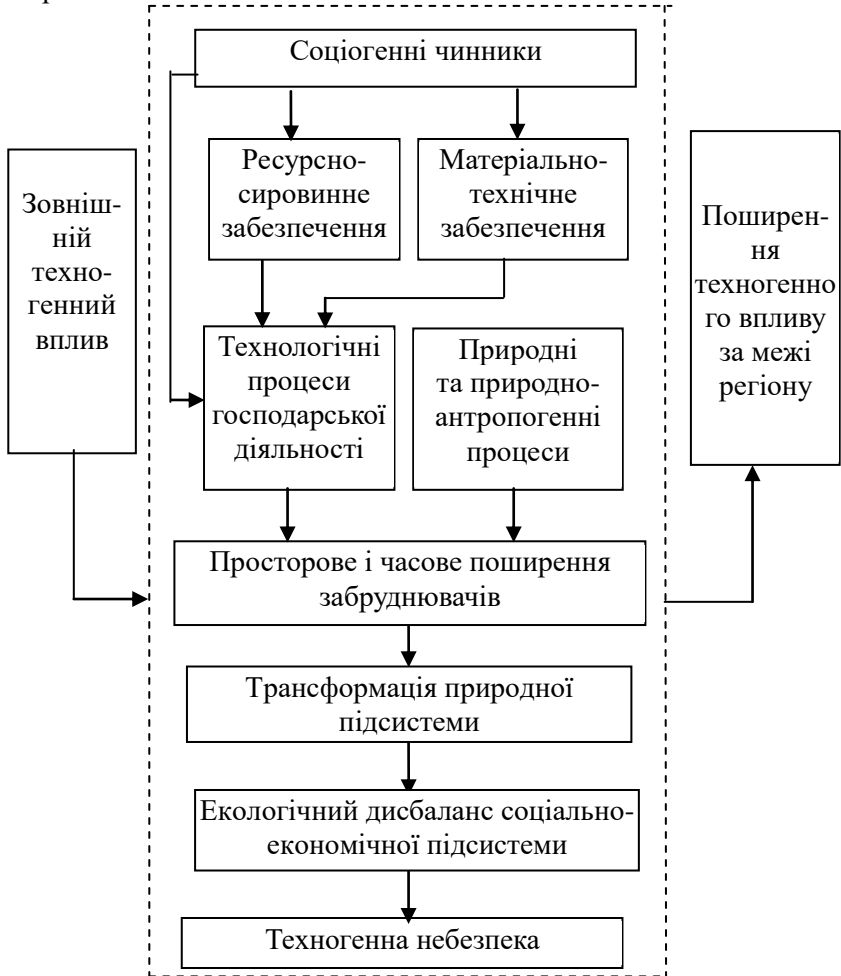 Соціогенні чинники
Ресурсно-
сировинне
забезпечення
Матеріально-
технічне
забезпечення
Зовніш-
ній
техно-
генний
вплив
Поширен-
ня
техногенно
го впливу
за межі
регіону
Технологічні
процеси
господарської
діяльності
Природні
та природно-
антропогенні
процеси
Просторове і часове поширення
забруднювачів
Трансформація природної
підсистеми
Екологічний дисбаланс соціально-
економічної підсистеми
Техногенна небезпека